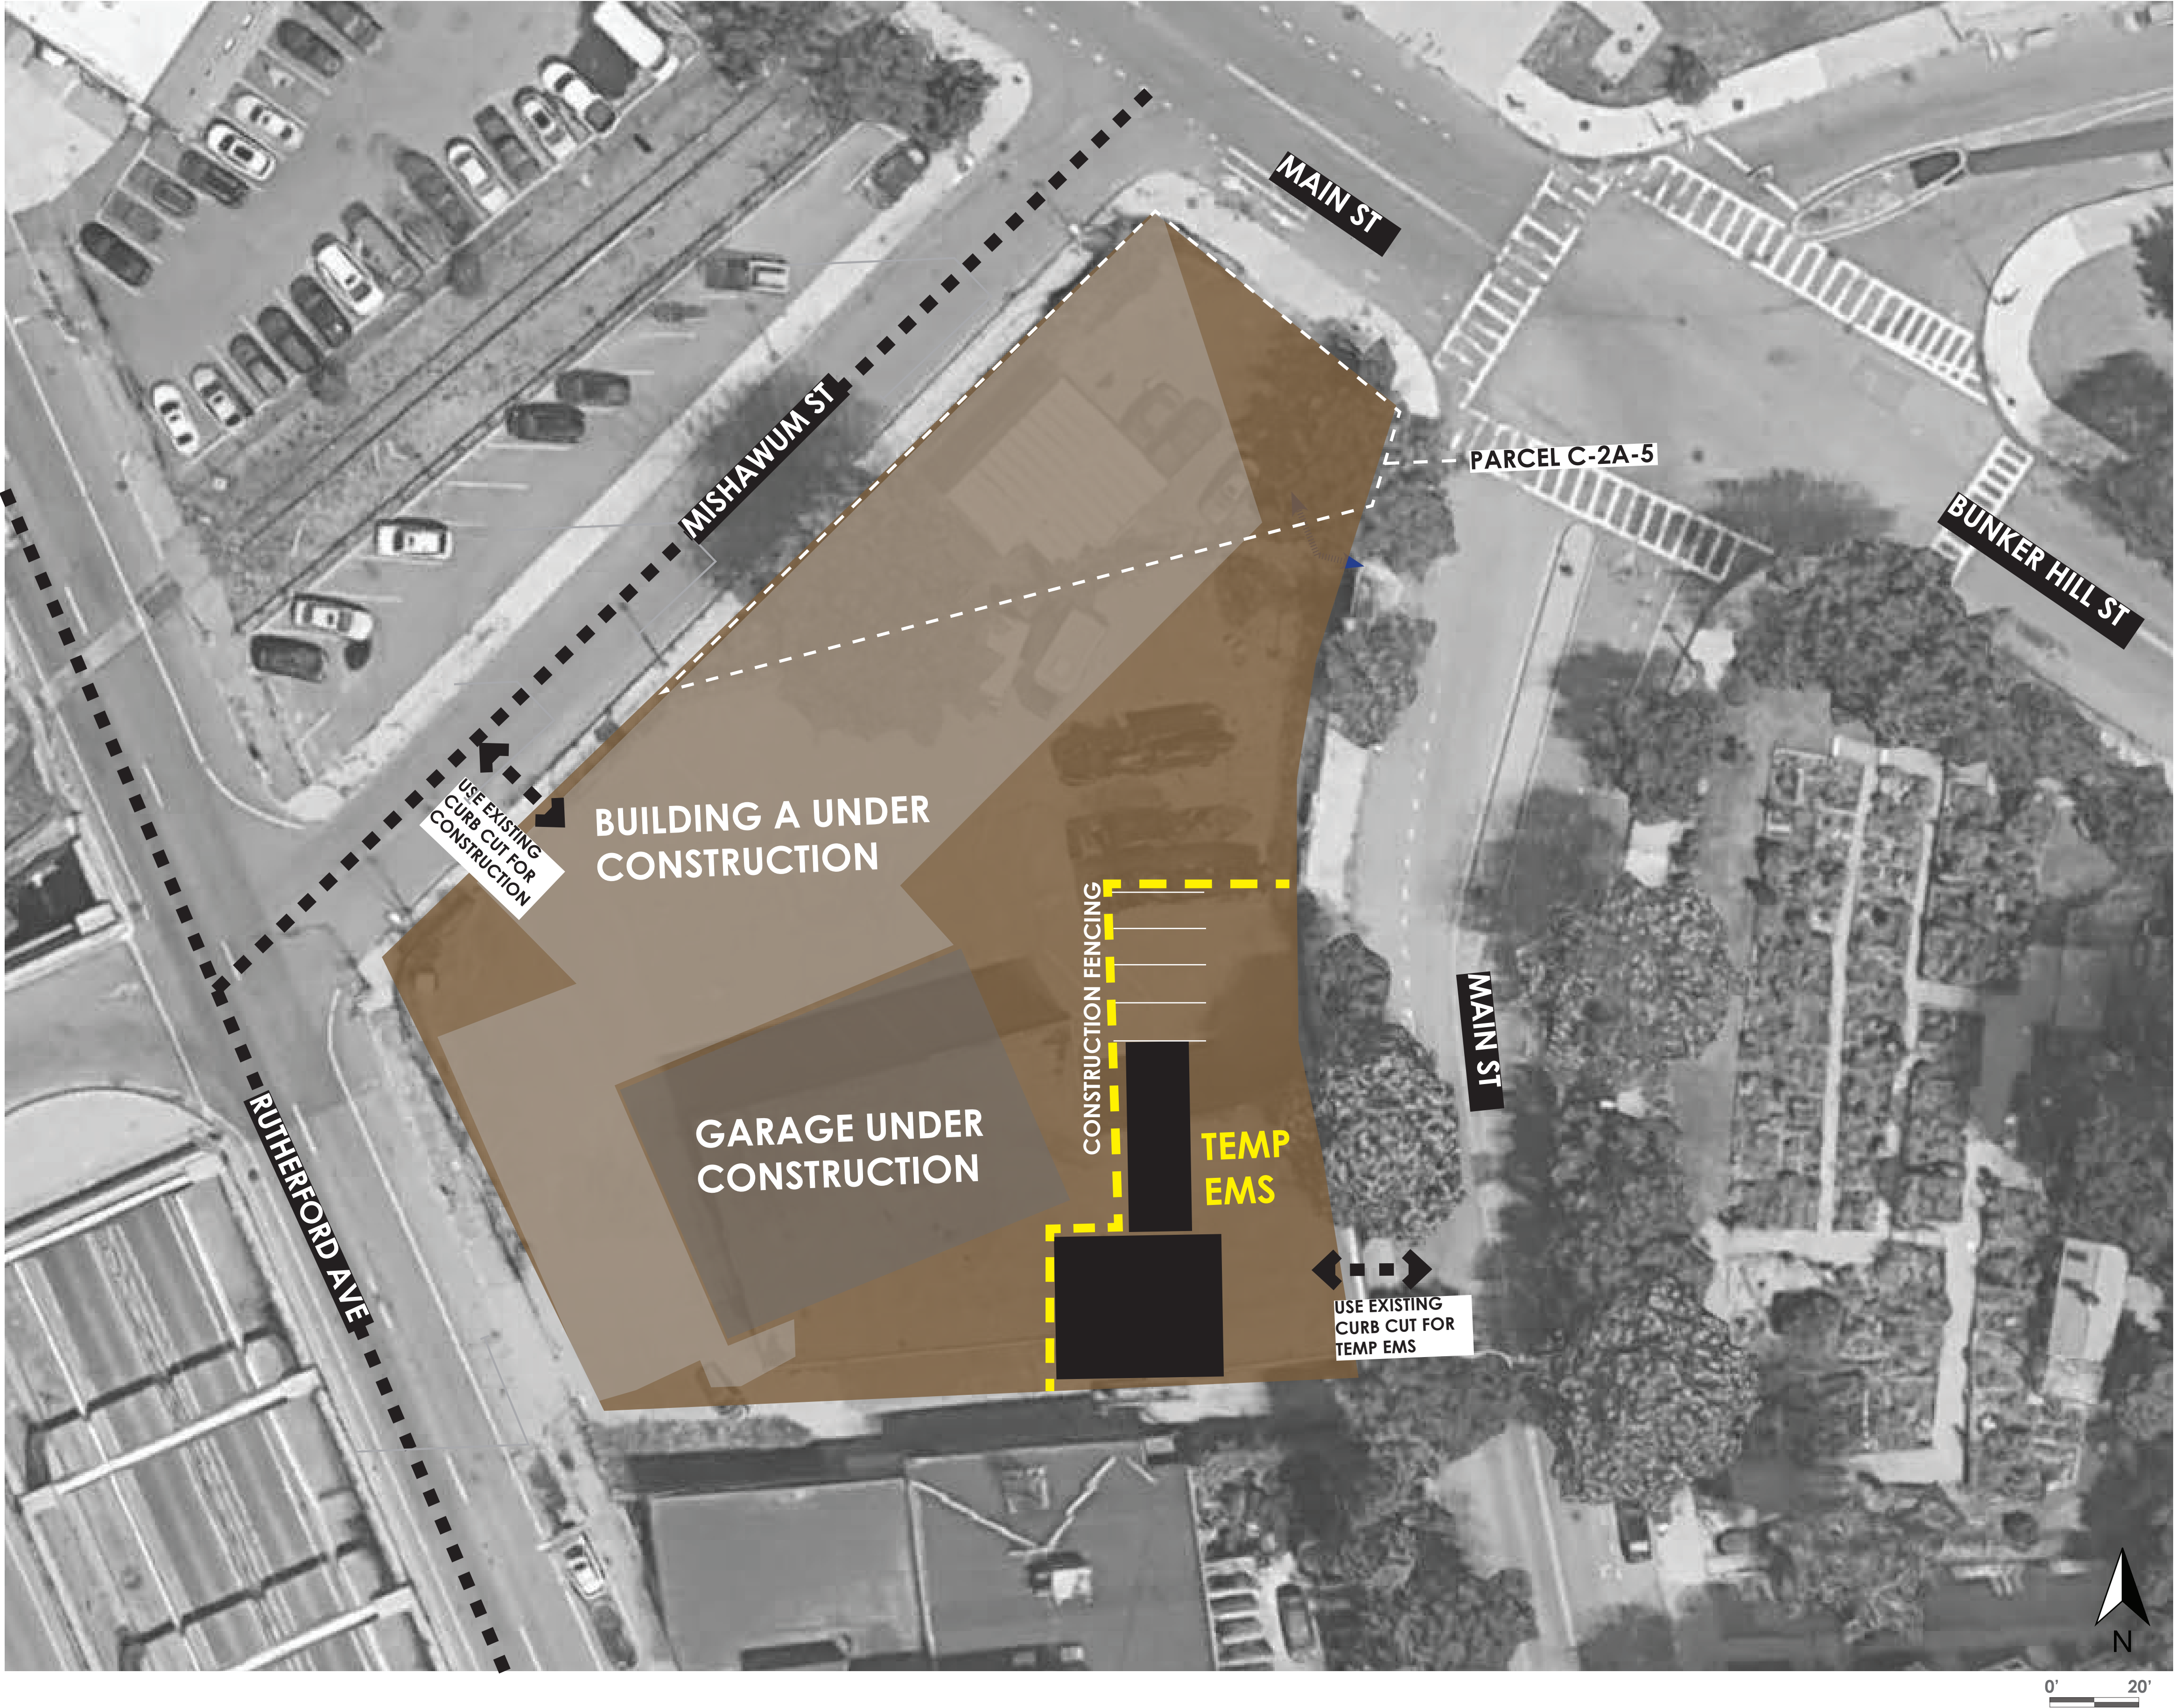 MAIN ST
MISHAWUM ST
PARCEL C-2A-5
BUNKER HILL ST
USE EXISTING
CURB CUT FOR
CONSTRUCTION
BUILDING A UNDER
CONSTRUCTION
CONSTRUCTION FENCING
MAIN ST
RUTHERFORD AVE
GARAGE UNDER
CONSTRUCTION
TEMP
EMS
USE EXISTING
CURB CUT FOR
TEMP EMS
N
0' 20'